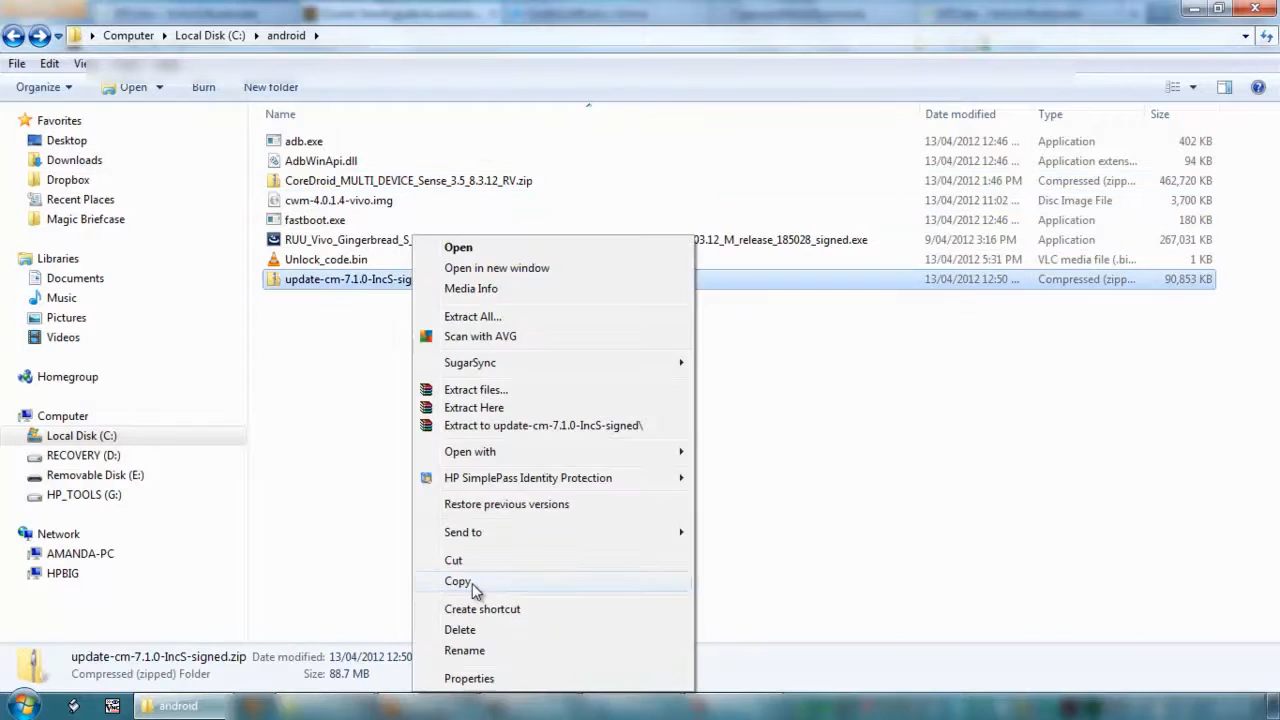 Computer Local Disk (C:) android
File Edit
Organize Open Burn New folder
Name Date modified Type Size
Favorites
Desktop
Downloads
Dropbox
Recent Places
Magic Briefcase
Libraries
Documents
Music
Pictures
Videos
Homegroup
Computer
Local Disk (C:)
RECOVERY (D:)
Removable Disk (E:)
HP_TOOLS (G:)
Network
AMANDA-PC
HPBIG
adb.exe 13/04/2012 12:46 ... Application 402 KB
AdbWinApi.dll 13/04/2012 12:46 ... Application extens... 94 KB
CoreDroid_MULTI_DEVICE_Sense_3.5_8.3.12_RV.zip 13/04/2012 1:46 PM Compressed (zipp... 462,720 KB
cwm-4.0.1.4-vivo.img 13/04/2012 11:02 ... Disc Image File 3,700 KB
fastboot.exe 13/04/2012 12:46 ... Application 180 KB
RUU_Vivo_Gingerbread_S_ 03.12_M_release_185028_signed.exe 9/04/2012 3:16 PM Application 267,031 KB
Unlock_code.bin 13/04/2012 5:31 PM VLC media file (.bi... 1 KB
update-cm-7.1.0-IncS-sig 13/04/2012 12:50 ... Compressed (zipp... 90,853 KB
Open
Open in new window
Media Info
Extract All...
Scan with AVG
SugarSync
Extract files...
Extract Here
Extract to update-cm-7.1.0-IncS-signed\
Open with
HP SimplePass Identity Protection
Restore previous versions
Send to
Cut
Copy
Create shortcut
Delete
Rename
Properties
update-cm-7.1.0-IncS-signed.zip Date modified: 13/04/2012 12:50
Compressed (zipped) Folder Size: 88.7 MB
android